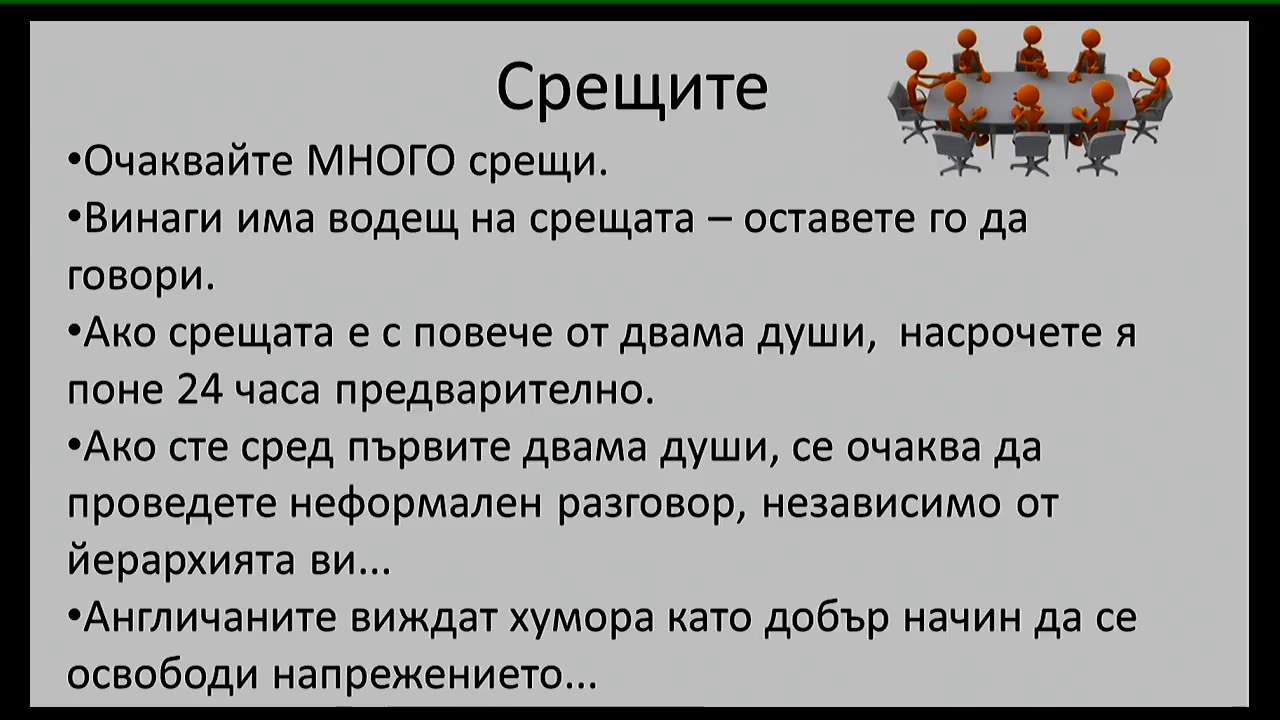 Срещите
•Очаквайте МНОГО срещи.
•Винаги има водещ на срещата – оставете го да
говори.
•Ако срещата е с повече от двама души,  насрочете я
поне 24 часа предварително.
•Ако сте сред първите двама души, се очаква да
проведете неформален разговор, независимо от
йерархията ви...
•Англичаните виждат хумора като добър начин да се
освободи напрежението...